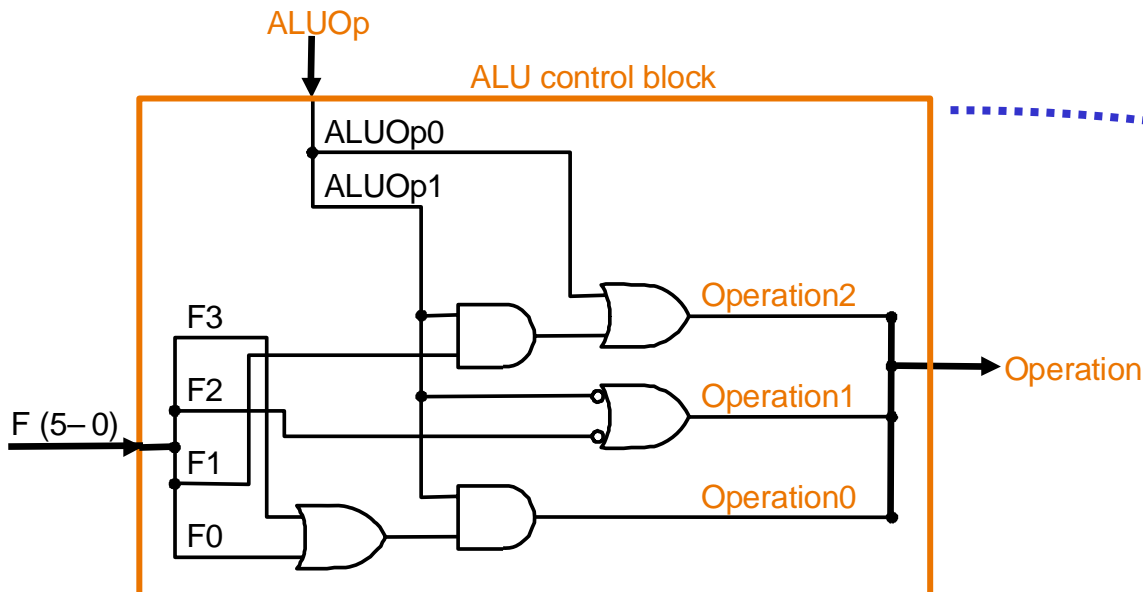 ALUOp
ALU control block
ALUOp0
ALUOp1
Operation2
F3
Operation
F2
Operation1
F (5–0)
F1
Operation0
F0